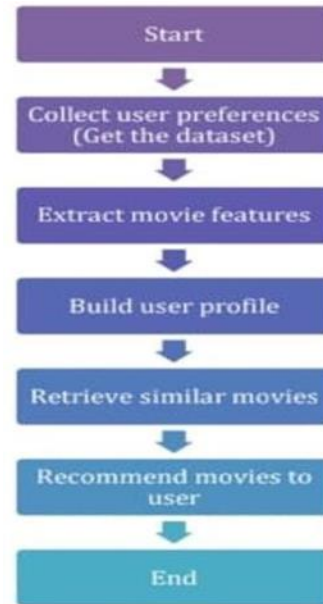 Start
Collect user preferences
(Get the dataset)
Extract movie features
Build user profile
Retrieve similar movies
Recommend movies to
user
End